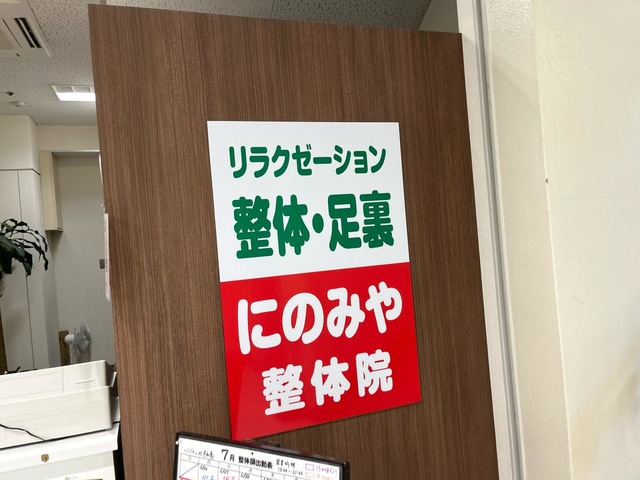 リラクゼーション
整体・足裏
にのみや
整体院
7月 整体師出勤表